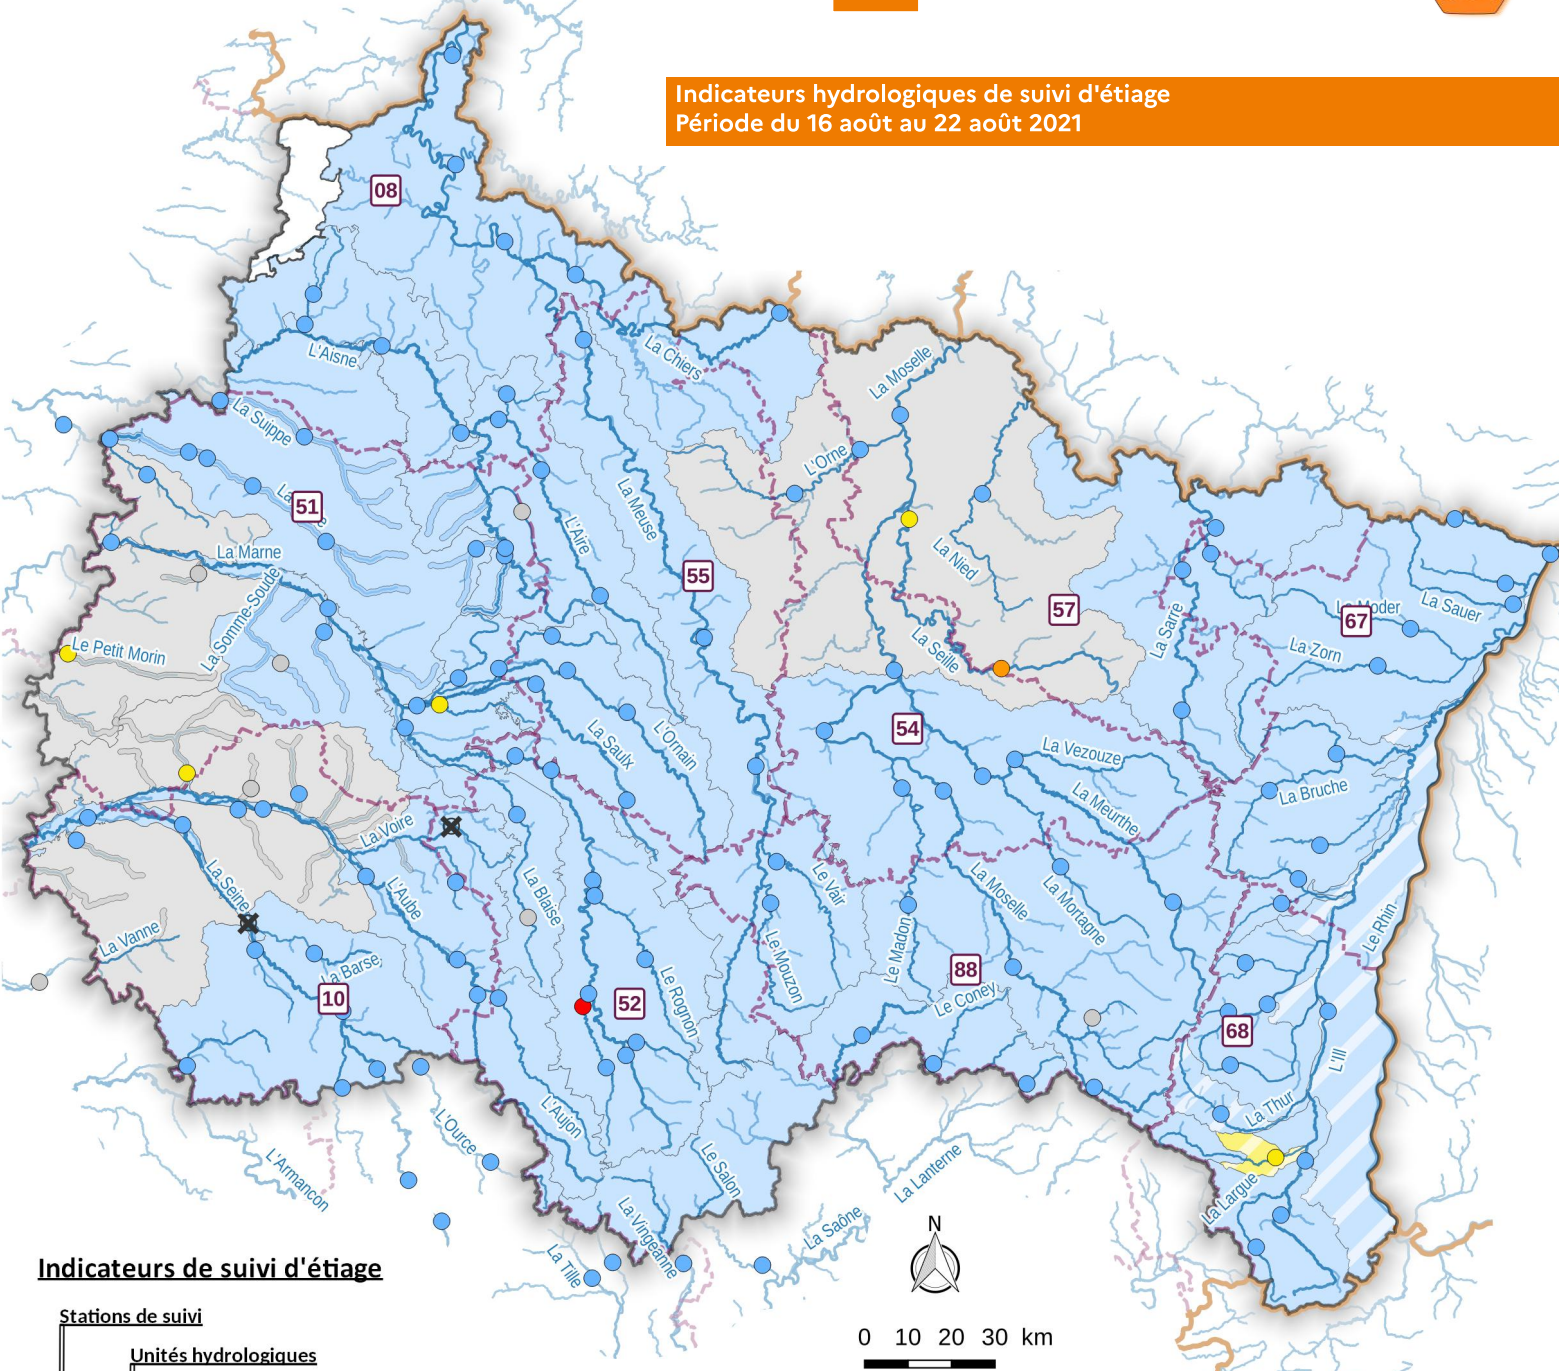 Indicateurs hydrologiques de suivi d'étiage
Période du 16 août au 22 août 2021
08
L'Aisne
La Chiers
La Moselle
La Suippe
L'Orne
51
La Meuse
L'Aire
La Marne
La Nied
55
57
La Somme-Soude
La Moder
67
La Sauer
La Sarre
Le Petit Morin
La Seille
La Zorn
54
La Saulx
L'Ornain
La Vezouze
La Meurthe
La Bruche
La Voire
La Seine
L'Aube
La Blaise
Le Vair
La Moselle
La Mortagne
La Vanne
Le Rhin
La Barse
10
52
Le Rognon
Le Mouzon
Le Madon
88
Le Coney
68
L'Ill
La Thur
L'Aujon
L'Ource
L'Armançon
Le Salon
La Lanterne
La Largue
La Vingeanne
La Saône
La Tille
N
Indicateurs de suivi d'étiage
Stations de suivi
Unités hydrologiques
0 10 20 30 km